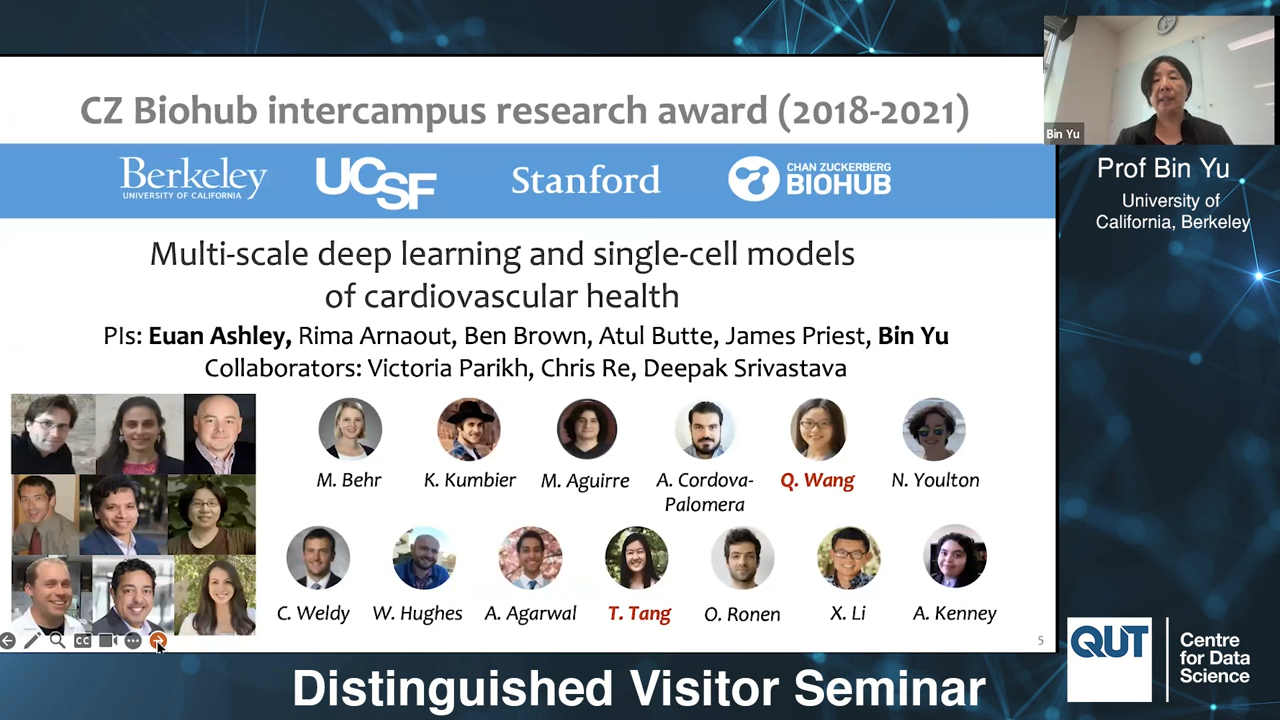 CZ Biohub intercampus research award (2018-2021)
Berkeley
UNIVERSITY OF CALIFORNIA
UCSF
Stanford
CHAN ZUCKERBERG
BIOHUB
Multi-scale deep learning and single-cell models
of cardiovascular health
PIs: Euan Ashley, Rima Arnaout, Ben Brown, Atul Butte, James Priest, Bin Yu
Collaborators: Victoria Parikh, Chris Re, Deepak Srivastava
M. Behr
K. Kumbier
M. Aguirre
A. Cordova-
Palomera
Q. Wang
N. Youlton
C. Weldy
W. Hughes
A. Agarwal
T. Tang
O. Ronen
X. Li
A. Kenney
CC
5
Bin Yu
Prof Bin Yu
University of
California, Berkeley
QUT
Centre
for Data
Science
Distinguished Visitor Seminar